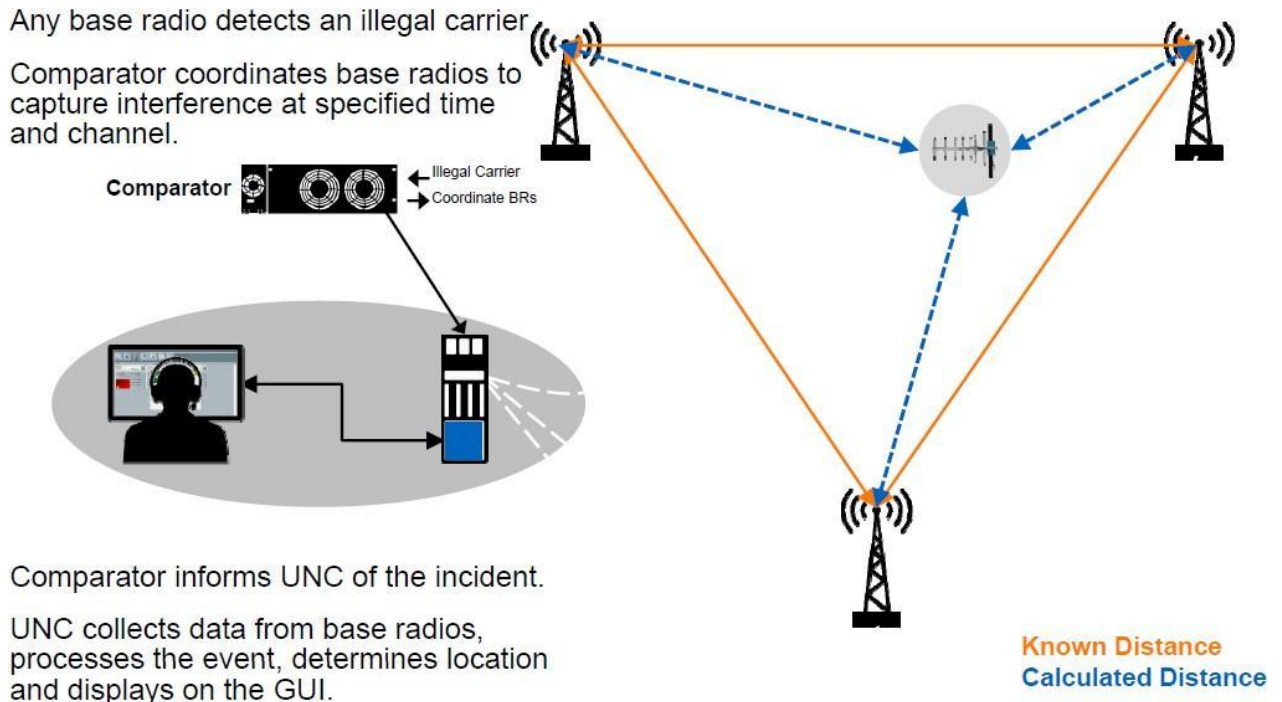 Any base radio detects an illegal carrier
Comparator coordinates base radios to
capture interference at specified time
and channel.
Comparator
Illegal Carrier
Coordinate BRs
Comparator informs UNC of the incident.
UNC collects data from base radios,
processes the event, determines location
and displays on the GUI.
Known Distance
Calculated Distance